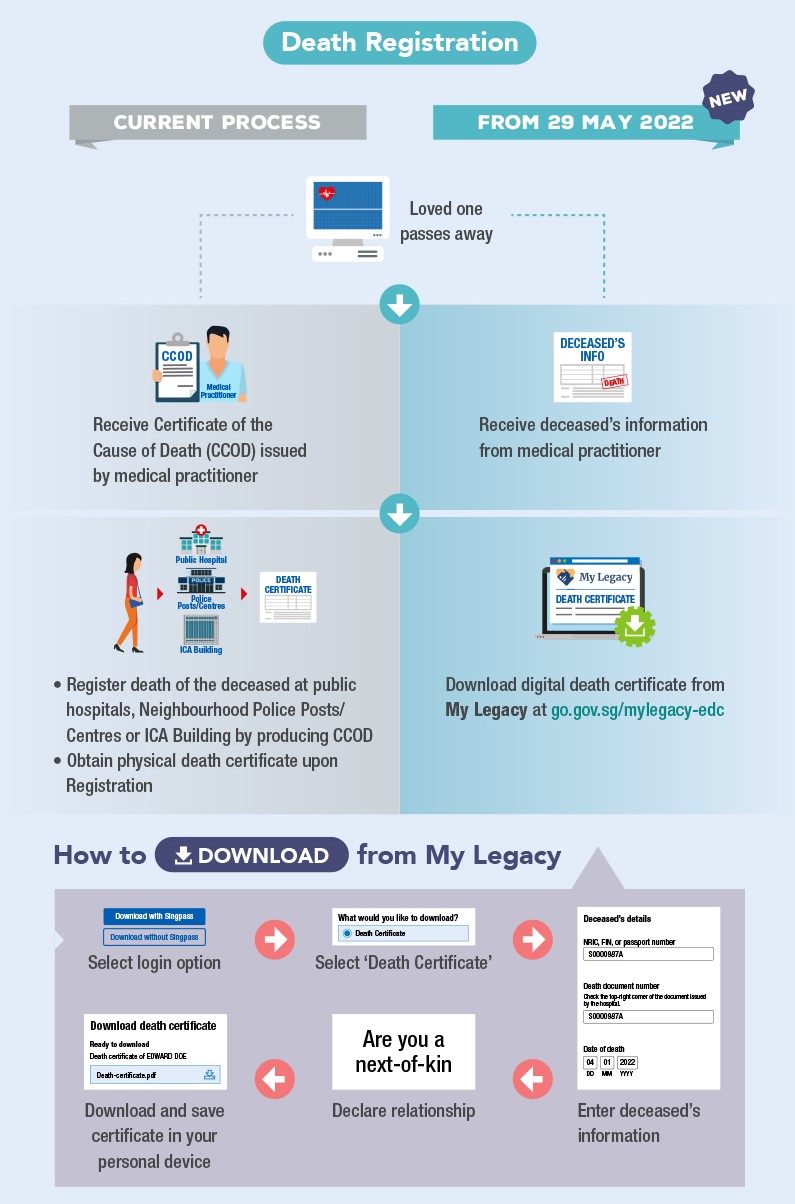 Death Registration
CURRENT PROCESS
FROM 29 MAY 2022
NEW
Loved one
passes away
CCOD
Medical
Practitioner
Receive Certificate of the
Cause of Death (CCOD) issued
by medical practitioner
DECEASED'S
INFO
DEATH
Receive deceased's information
from medical practitioner
Public Hospital
POLICE
Police
Posts/Centres
ICA Building
DEATH
CERTIFICATE
• Register death of the deceased at public
hospitals, Neighbourhood Police Posts/
Centres or ICA Building by producing CCOD
• Obtain physical death certificate upon
Registration
My Legacy
DEATH CERTIFICATE
Download digital death certificate from
My Legacy at go.gov.sg/mylegacy-edc
How to DOWNLOAD from My Legacy
Download with Singpass
Download without Singpass
Select login option
What would you like to download?
Death Certificate
Select 'Death Certificate'
Deceased's details
NRIC, FIN, or passport number
S0000987A
Death document number
Check the top-right corner of the document issued
by the hospital.
S0000987A
Date of death
04 01 2022
DD MM YYYY
Enter deceased's
information
Are you a
next-of-kin
Declare relationship
Download death certificate
Ready to download
Death certificate of EDWARD DOE
Death-certificate.pdf
Download and save
certificate in your
personal device